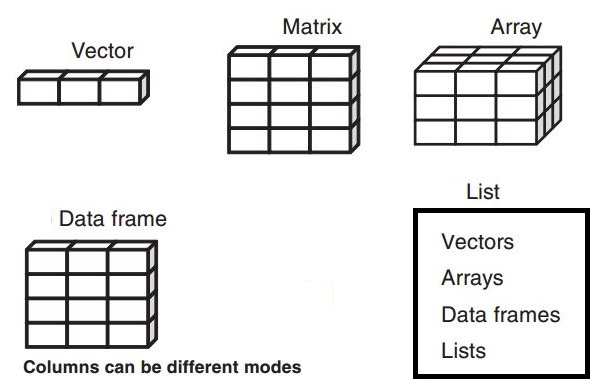 Vector
Matrix
Array
Data frame
Columns can be different modes
List
Vectors
Arrays
Data frames
Lists